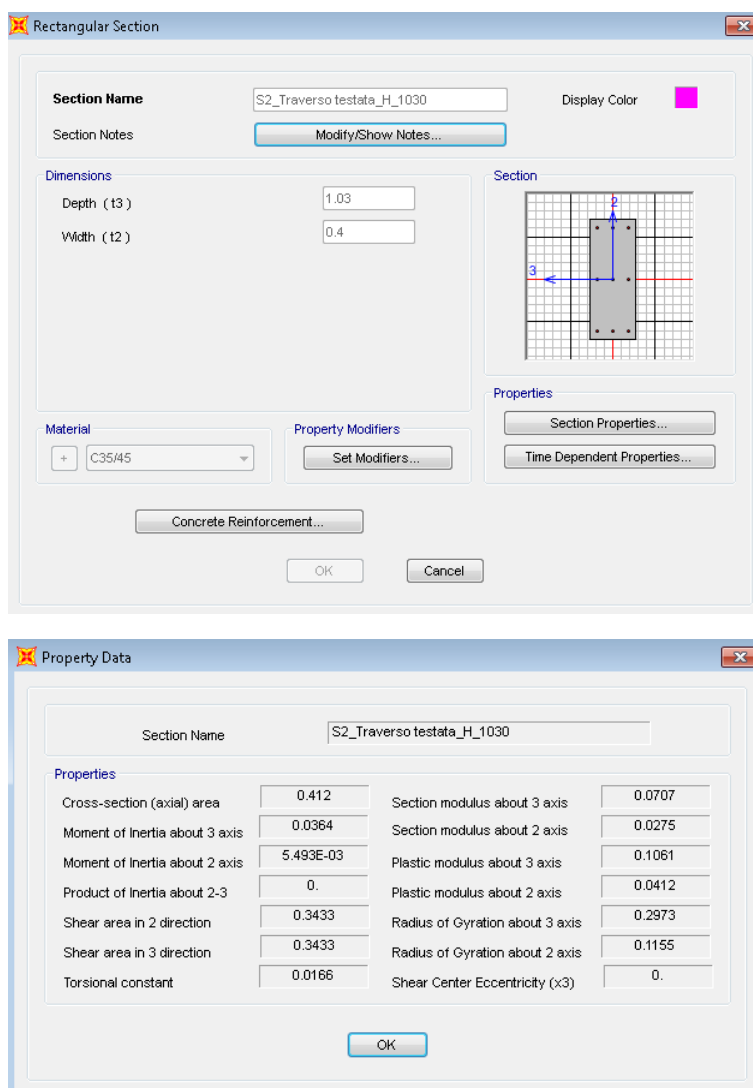 Rectangular Section
Section Name S2_Traverso testata_H_1030 Display Color
Section Notes Modify/Show Notes...
Dimensions
Depth ( t3 ) 1.03
Width ( t2 ) 0.4
Section
2
3
Properties
Section Properties...
Time Dependent Properties...
Material
+ C35/45
Property Modifiers
Set Modifiers...
Concrete Reinforcement...
OK Cancel
Property Data
Section Name S2_Traverso testata_H_1030
Properties
Cross-section (axial) area 0.412 Section modulus about 3 axis 0.0707
Moment of Inertia about 3 axis 0.0364 Section modulus about 2 axis 0.0275
Moment of Inertia about 2 axis 5.493E-03 Plastic modulus about 3 axis 0.1061
Product of Inertia about 2-3 0. Plastic modulus about 2 axis 0.0412
Shear area in 2 direction 0.3433 Radius of Gyration about 3 axis 0.2973
Shear area in 3 direction 0.3433 Radius of Gyration about 2 axis 0.1155
Torsional constant 0.0166 Shear Center Eccentricity (x3) 0.
OK